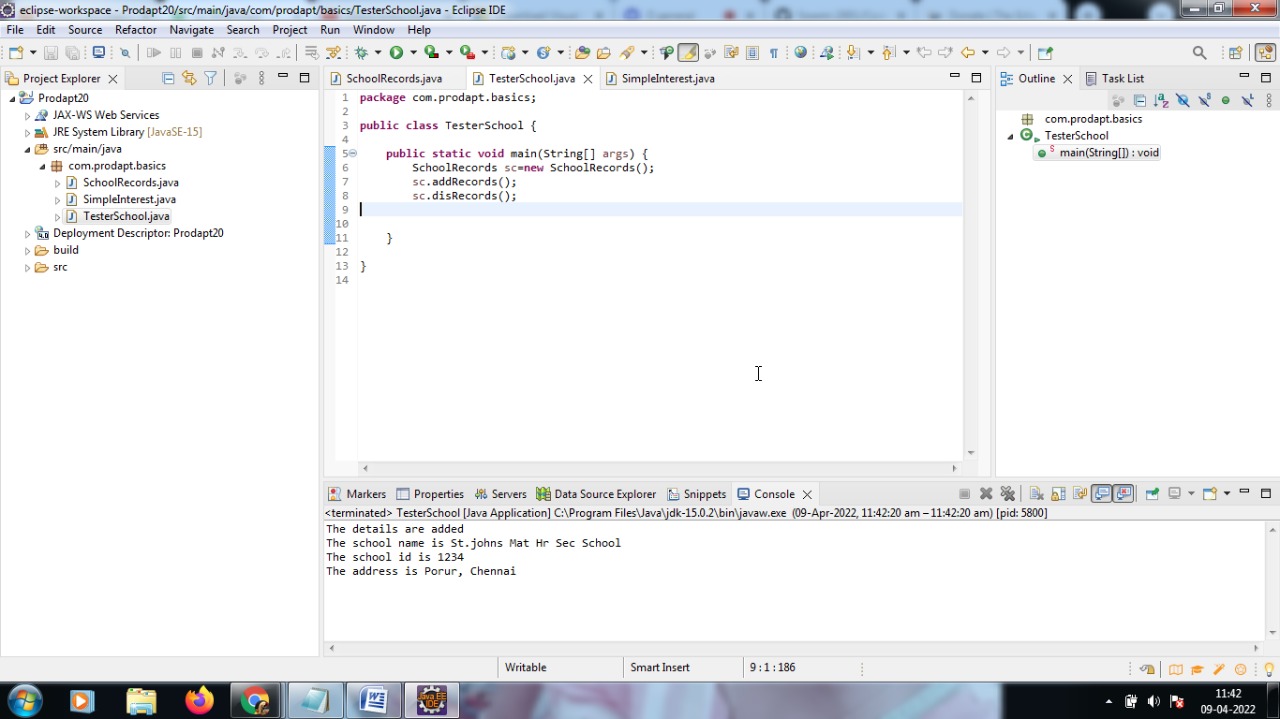 eclipse-workspace - Prodapt20/src/main/java/com/prodapt/basics/TesterSchool.java - Eclipse IDE
File Edit Source Refactor Navigate Search Project Run Window Help
Project Explorer
Prodapt20
JAX-WS Web Services
JRE System Library [JavaSE-15]
src/main/java
com.prodapt.basics
SchoolRecords.java
SimpleInterest.java
TesterSchool.java
Deployment Descriptor: Prodapt20
build
src
SchoolRecords.java TesterSchool.java SimpleInterest.java
1 package com.prodapt.basics;
2
3 public class TesterSchool {
4
5 public static void main(String[] args) {
6 SchoolRecords sc=new SchoolRecords();
7 sc.addRecords();
8 sc.disRecords();
9
10
11 }
12
13 }
14
Outline Task List
com.prodapt.basics
TesterSchool
main(String[]) : void
Markers Properties Servers Data Source Explorer Snippets Console
<terminated> TesterSchool [Java Application] C:\Program Files\Java\jdk-15.0.2\bin\javaw.exe (09-Apr-2022, 11:42:20 am – 11:42:20 am) [pid: 5800]
The details are added
The school name is St.johns Mat Hr Sec School
The school id is 1234
The address is Porur, Chennai
Writable Smart Insert 9 : 1 : 186
11:42
09-04-2022